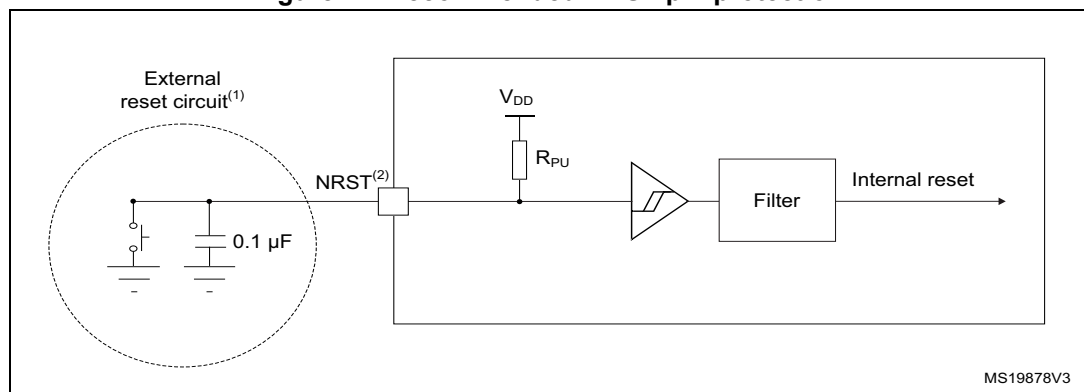 External
reset circuit(1)
VDD
RPU
NRST(2)
Filter
Internal reset
0.1 µF
MS19878V3